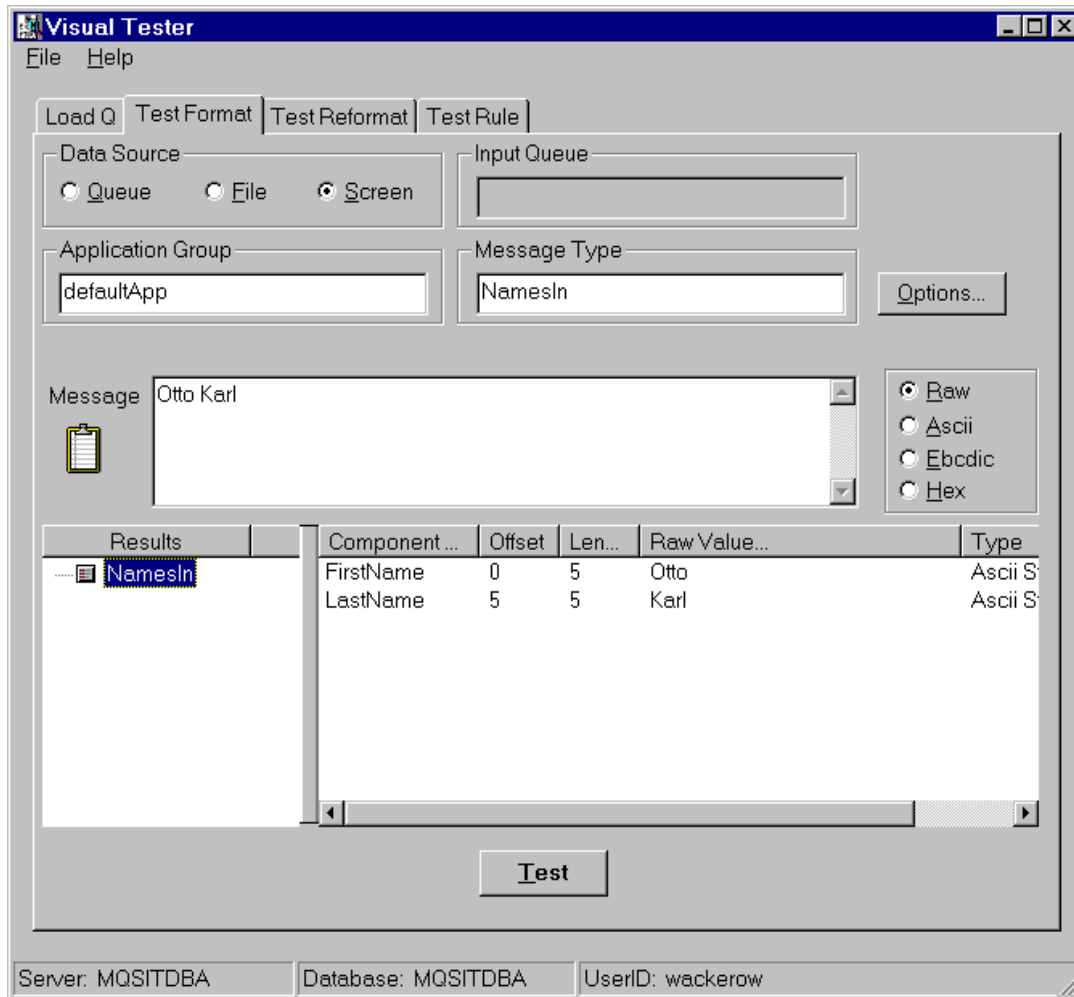 Visual Tester
File Help
Load Q Test Format Test Reformat Test Rule
Data Source Input Queue
Queue File Screen
Application Group Message Type
defaultApp NamesIn Options...
Message Otto Karl Raw
Ascii
Ebcdic
Hex
Results Component ... Offset Len... Raw Value... Type
NamesIn FirstName 0 5 Otto Ascii S
LastName 5 5 Karl Ascii S
Test
Server: MQSITDBA Database: MQSITDBA UserID: wackerow